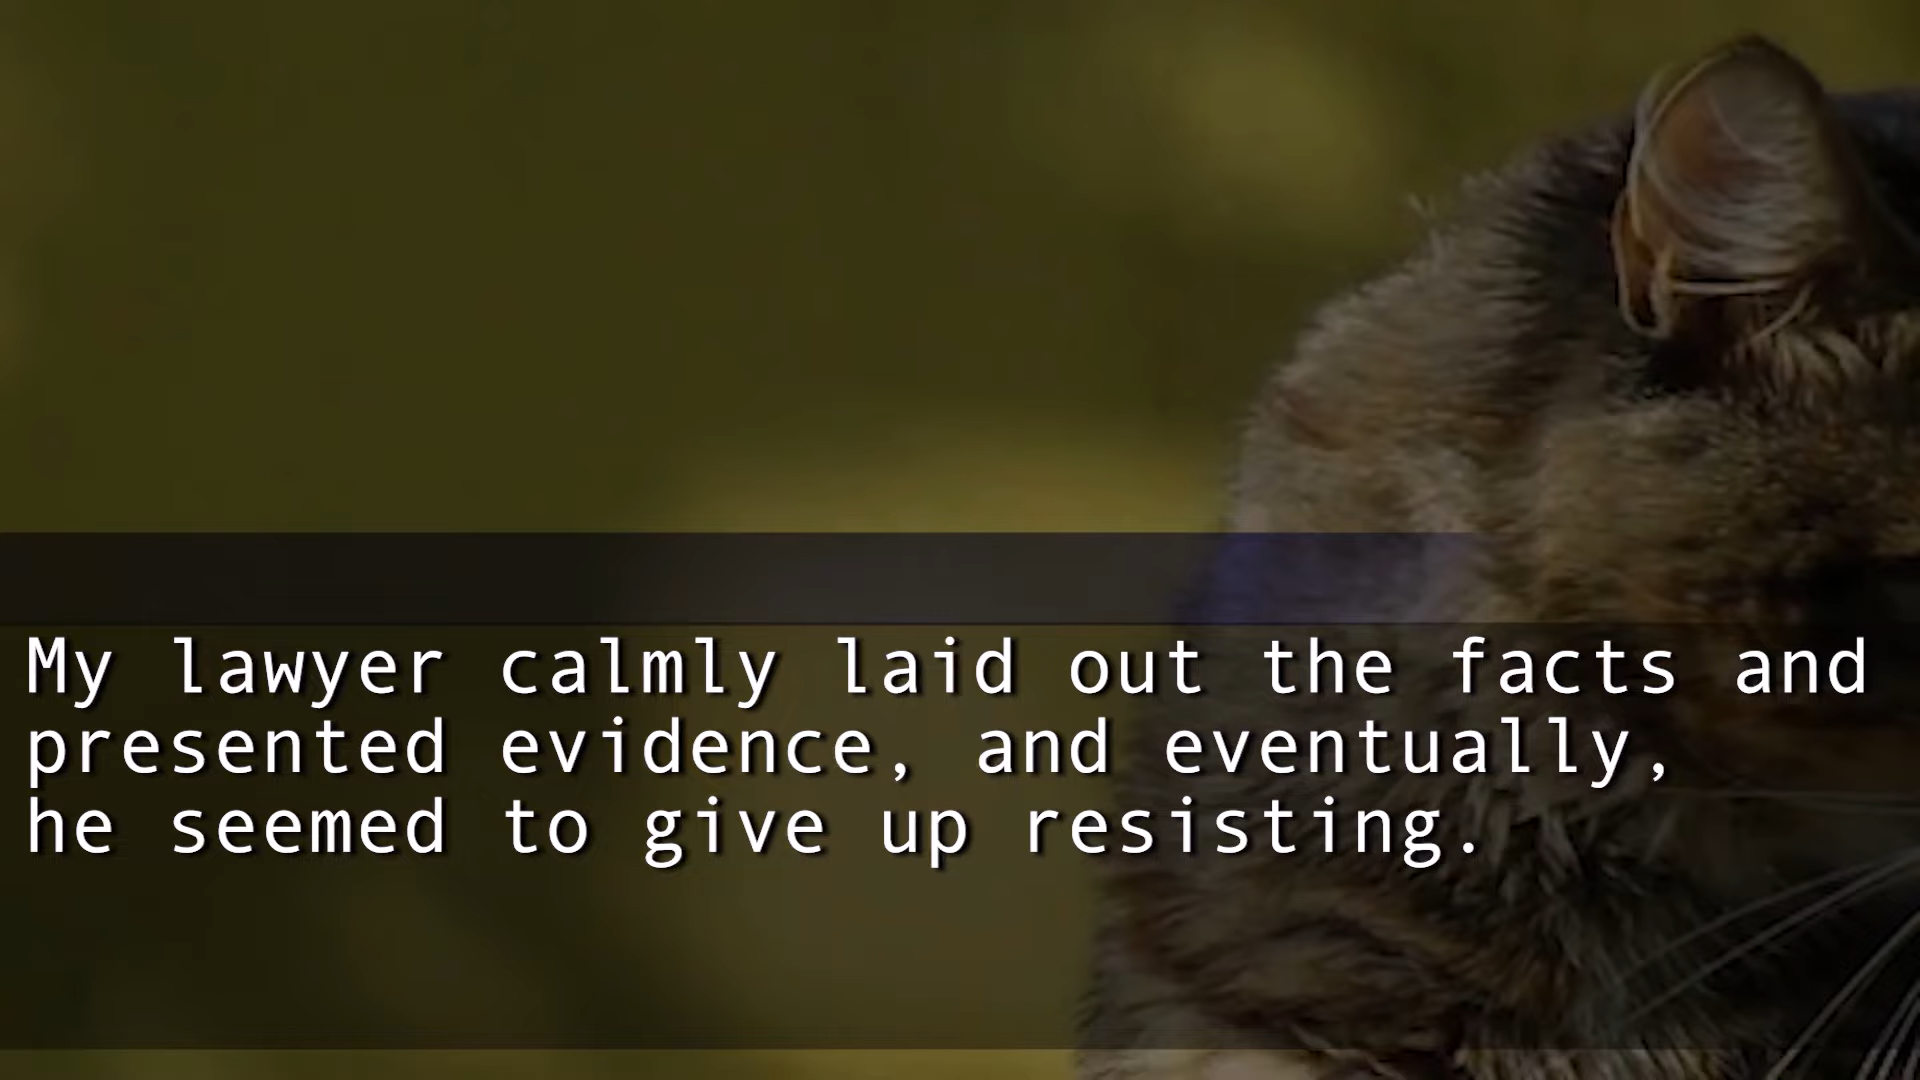 My lawyer calmly laid out the facts and
presented evidence, and eventually,
he seemed to give up resisting.